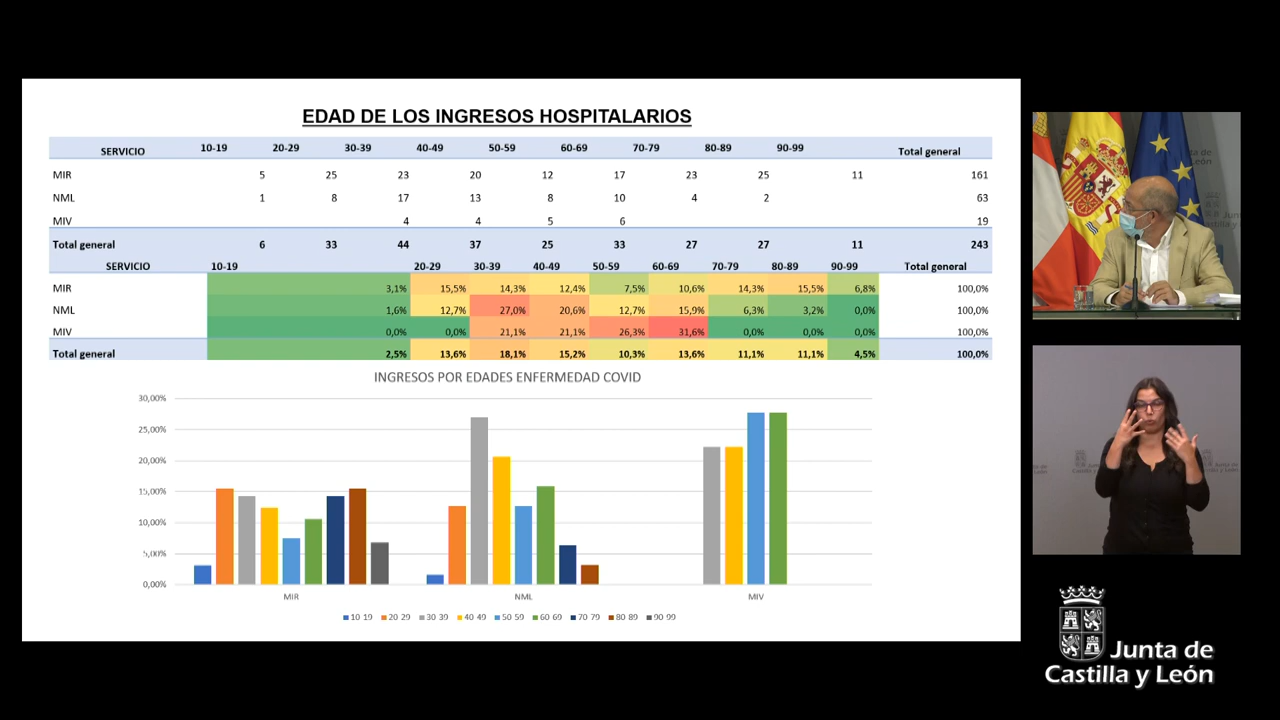 EDAD DE LOS INGRESOS HOSPITALARIOS
SERVICIO 10-19 20-29 30-39 40-49 50-59 60-69 70-79 80-89 90-99 Total general
MIR 5 25 23 20 12 17 23 25 11 161
NML 1 8 17 13 8 10 4 2 63
MIV 4 4 5 6 19
Total general 6 33 44 37 25 33 27 27 11 243
SERVICIO 10-19 20-29 30-39 40-49 50-59 60-69 70-79 80-89 90-99 Total general
MIR 3,1% 15,5% 14,3% 12,4% 7,5% 10,6% 14,3% 15,5% 6,8% 100,0%
NML 1,6% 12,7% 27,0% 20,6% 12,7% 15,9% 6,3% 3,2% 0,0% 100,0%
MIV 0,0% 0,0% 21,1% 21,1% 26,3% 31,6% 0,0% 0,0% 0,0% 100,0%
Total general 2,5% 13,6% 18,1% 15,2% 10,3% 13,6% 11,1% 11,1% 4,5% 100,0%
INGRESOS POR EDADES ENFERMEDAD COVID
30,00%
25,00%
20,00%
15,00%
10,00%
5,00%
0,00%
MIR NML MIV
10-19 20-29 30-39 40-49 50-59 60-69 70-79 80-89 90-99
Junta de
Castilla y León